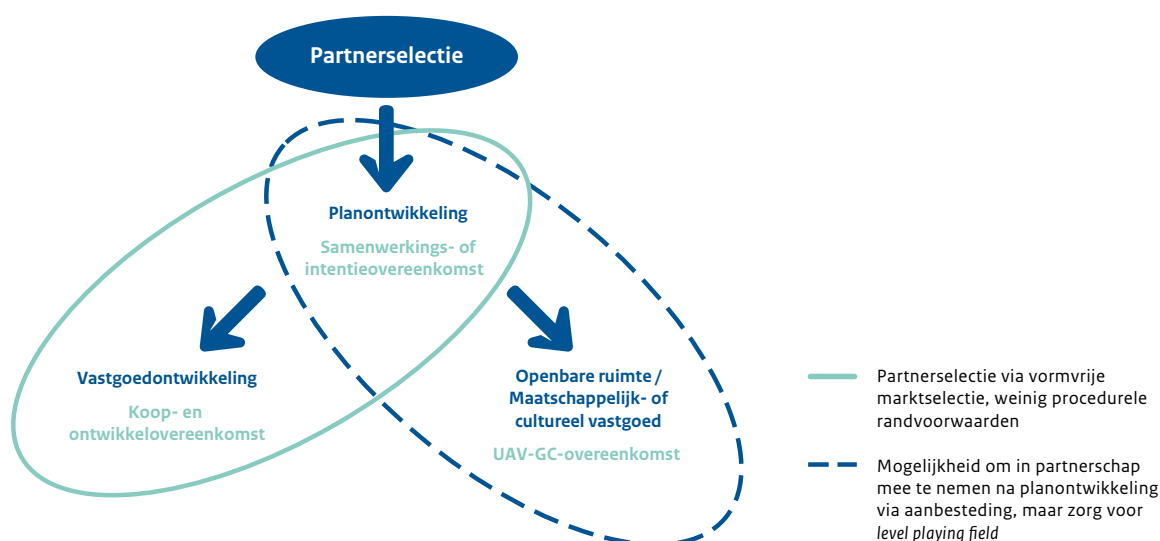 Partnerselectie
Planontwikkeling
Samenwerkings- of
intentieovereenkomst
Vastgoedontwikkeling
Koop- en
ontwikkelovereenkomst
Openbare ruimte /
Maatschappelijk- of
cultureel vastgoed
UAV-GC-overeenkomst
Partnerselectie via vormvrije
marktselectie, weinig procedurele
randvoorwaarden
Mogelijkheid om in partnerschap
mee te nemen na planontwikkeling
via aanbesteding, maar zorg voor
level playing field